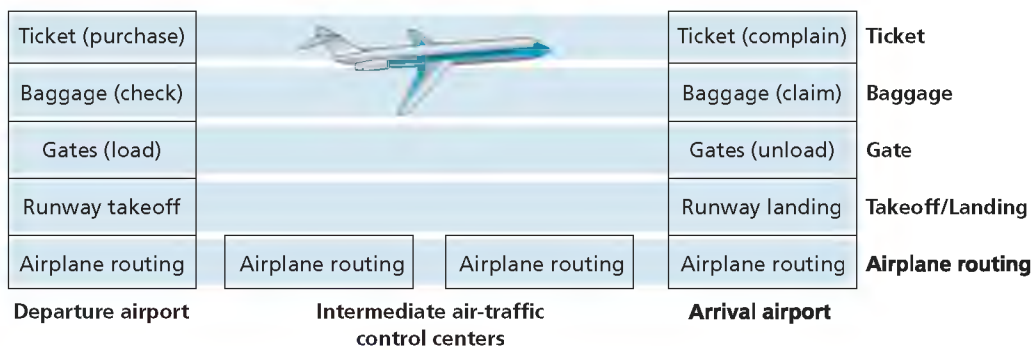 Ticket (purchase) Ticket (complain) Ticket
Baggage (check) Baggage (claim) Baggage
Gates (load) Gates (unload) Gate
Runway takeoff Runway landing Takeoff/Landing
Airplane routing Airplane routing Airplane routing Airplane routing Airplane routing
Departure airport Intermediate air-traffic Arrival airport
control centers